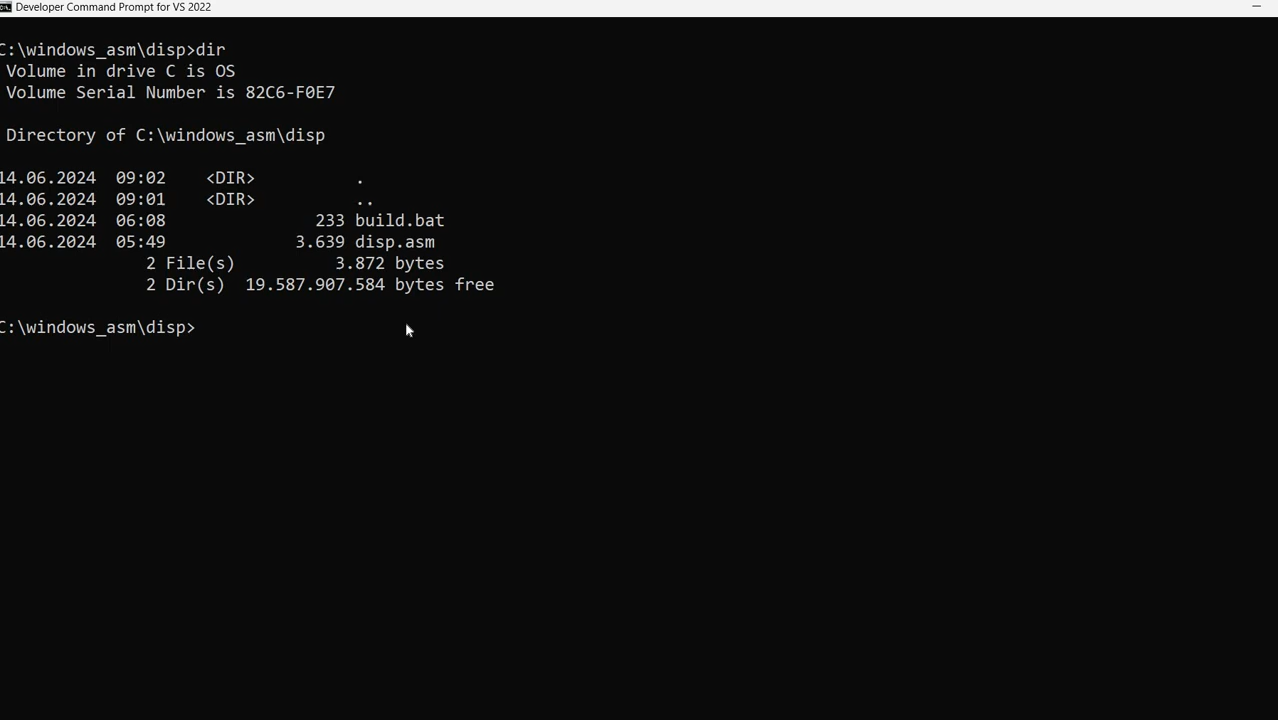 Developer Command Prompt for VS 2022
C:\windows_asm\disp>dir
Volume in drive C is OS
Volume Serial Number is 82C6-F0E7
Directory of C:\windows_asm\disp
14.06.2024  09:02    <DIR>          .
14.06.2024  09:01    <DIR>          ..
14.06.2024  06:08               233 build.bat
14.06.2024  05:49             3.639 disp.asm
2 File(s)          3.872 bytes
2 Dir(s)  19.587.907.584 bytes free
C:\windows_asm\disp>